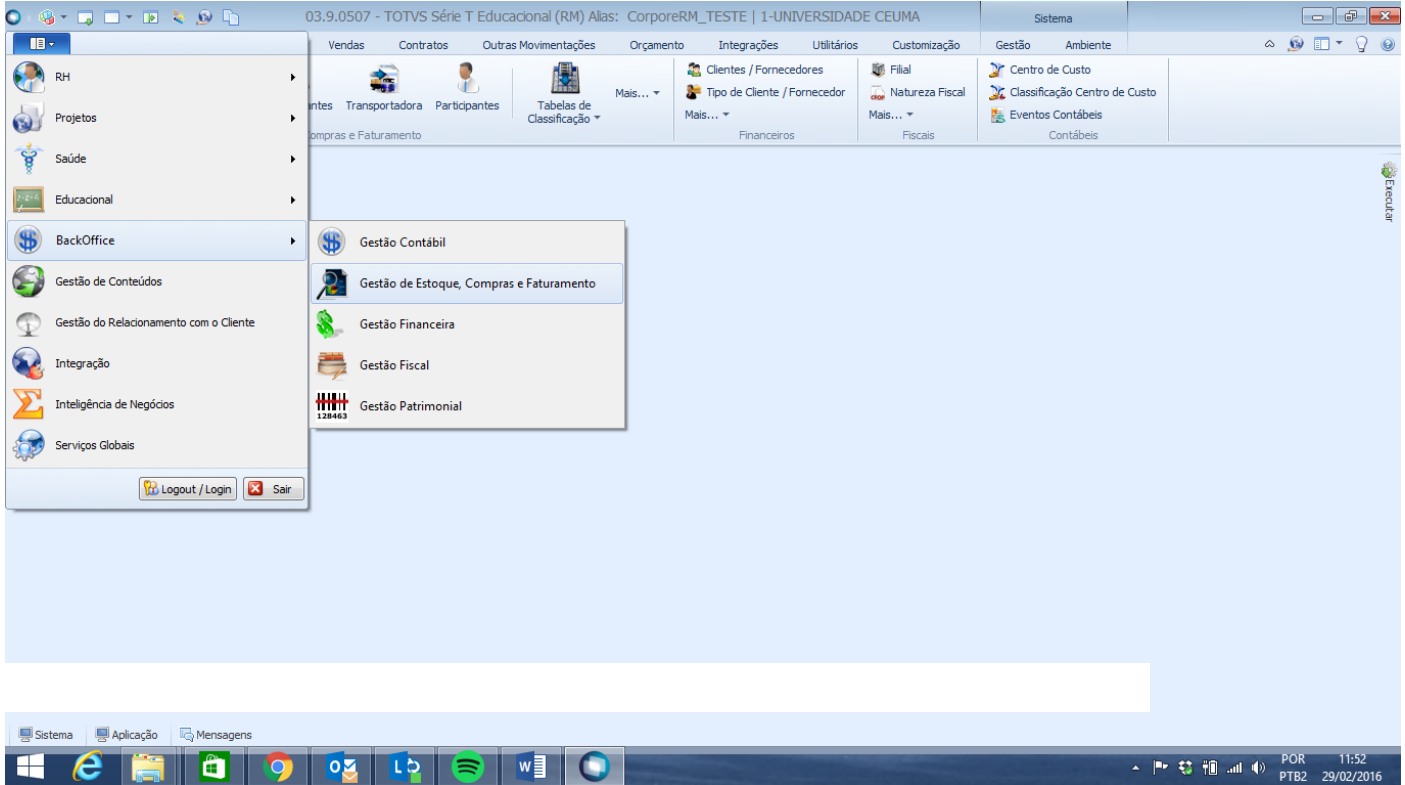 03.9.0507 - TOTVS Série T Educacional (RM) Alias: CorporeRM_TESTE | 1-UNIVERSIDADE CEUMA
Sistema
Vendas Contratos Outras Movimentações Orçamento Integrações Utilitários Customização Gestão Ambiente
RH
Projetos
Saúde
Educacional
BackOffice
Gestão de Conteúdos
Gestão do Relacionamento com o Cliente
Integração
Inteligência de Negócios
Serviços Globais
Logout / Login
Sair
antes Transportadora Participantes
Tabelas de
Classificação
Mais...
ompras e Faturamento
Clientes / Fornecedores
Tipo de Cliente / Fornecedor
Mais...
Financeiros
Filial
Natureza Fiscal
Mais...
Fiscais
Centro de Custo
Classificação Centro de Custo
Eventos Contábeis
Contábeis
Executar
Gestão Contábil
Gestão de Estoque, Compras e Faturamento
Gestão Financeira
Gestão Fiscal
128463
Gestão Patrimonial
Sistema Aplicação Mensagens
POR 11:52
PTB2 29/02/2016